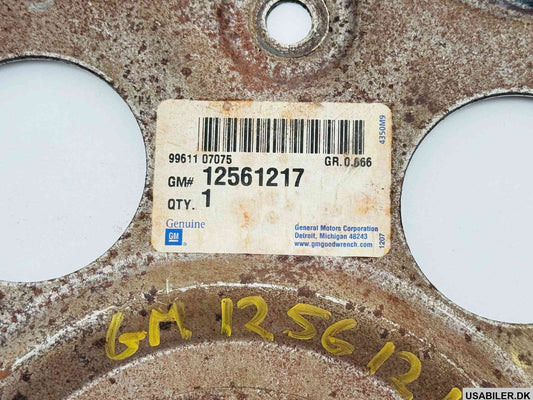 99611 07075 GR. 0.666
GM# 12561217
QTY. 1
Genuine
GM
General Motors Corporation
Detroit, Michigan 48243
www.gmgoodwrench.com
4350M9
1207
GM 1256121
USABILER.DK